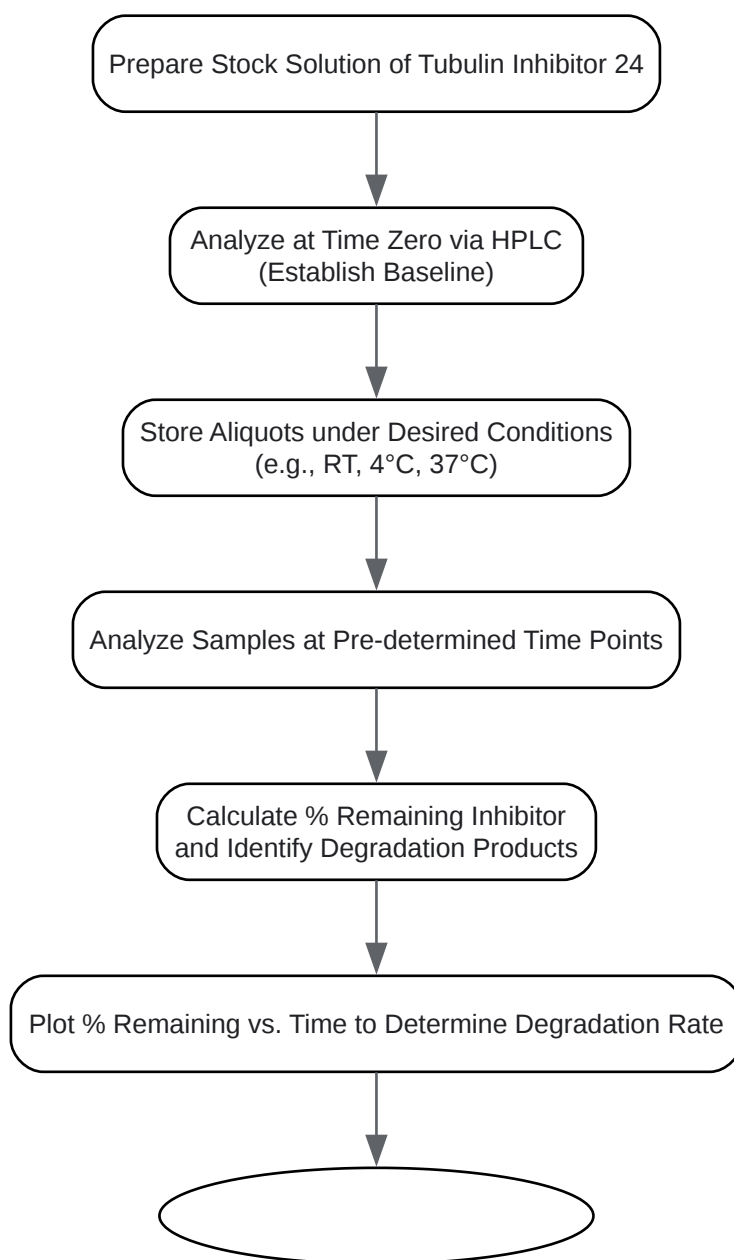 Prepare Stock Solution of Tubulin Inhibitor 24
Analyze at Time Zero via HPLC
(Establish Baseline)
Store Aliquots under Desired Conditions
(e.g., RT, 4°C, 37°C)
Analyze Samples at Pre-determined Time Points
Calculate % Remaining Inhibitor
and Identify Degradation Products
Plot % Remaining vs. Time to Determine Degradation Rate